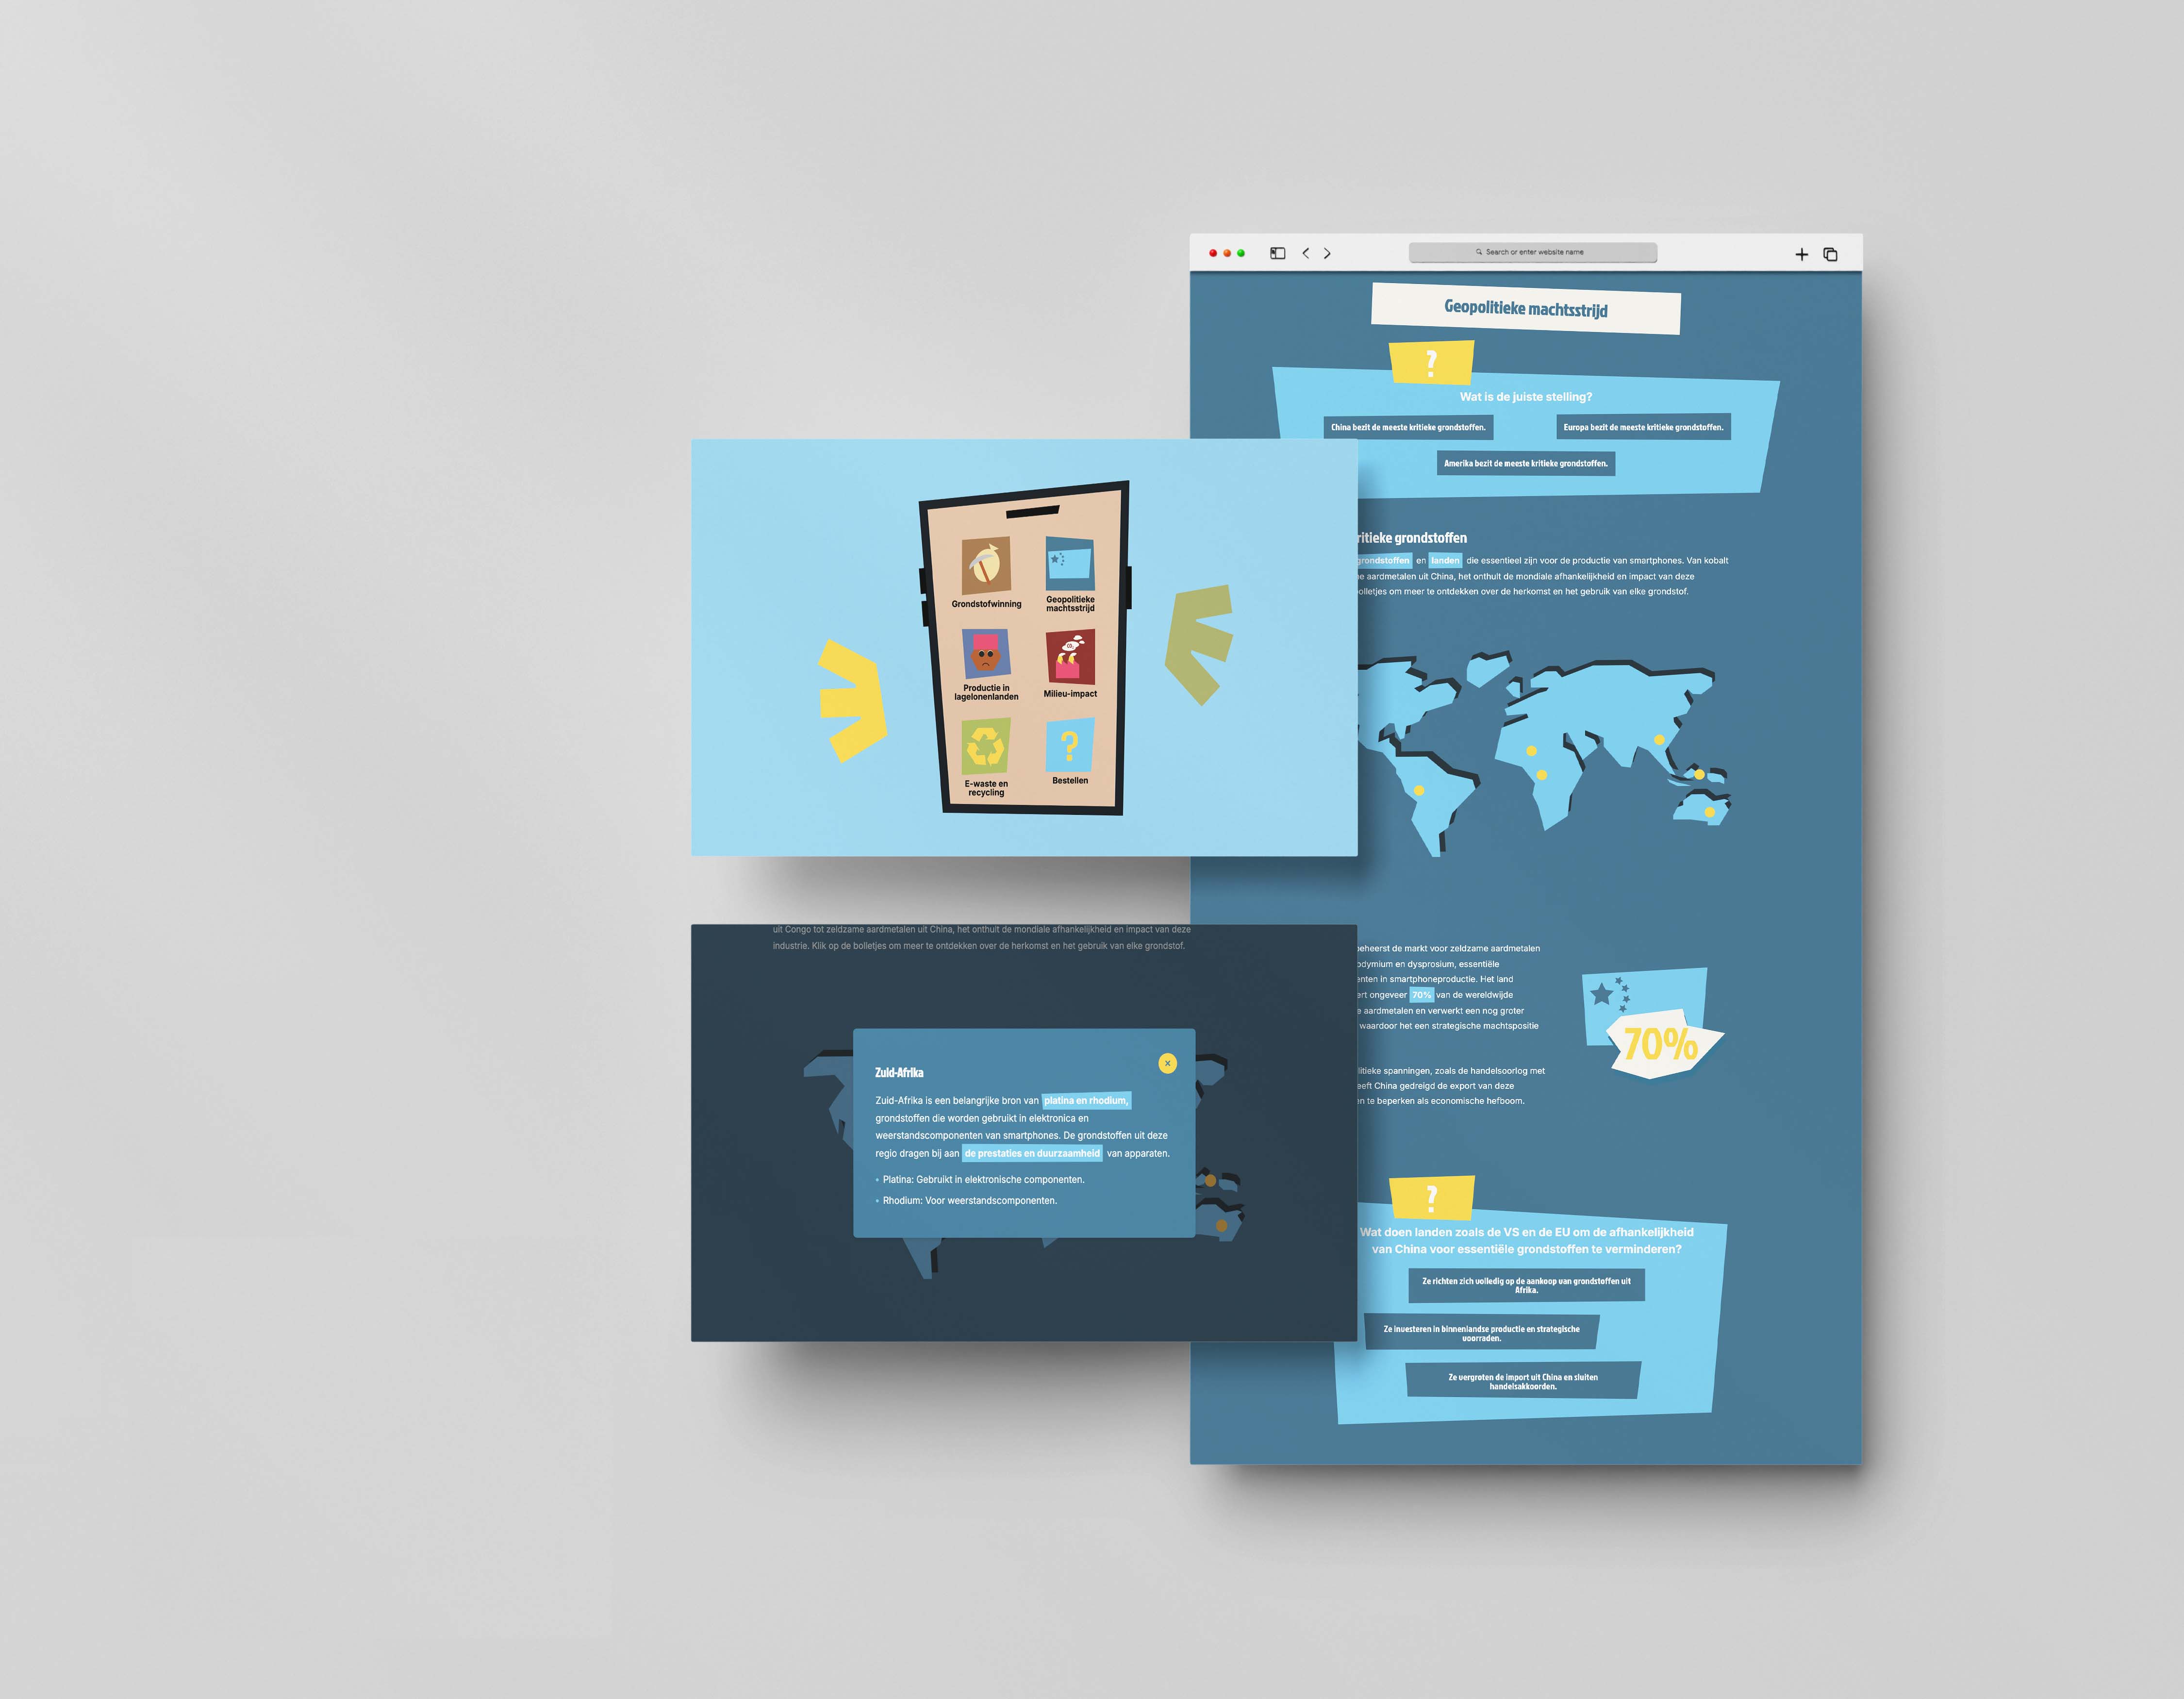 Search or enter website name
Geopolitieke machtsstrijd
?
Wat is de juiste stelling?
China bezit de meeste kritieke grondstoffen.
Europa bezit de meeste kritieke grondstoffen.
Amerika bezit de meeste kritieke grondstoffen.
grondstoffen
grondstoffen en landen die essentieel zijn voor de productie van smartphones. Van kobalt
aardmetalen uit China, het onthult de mondiale afhankelijkheid en impact van deze
bolletjes om meer te ontdekken over de herkomst en het gebruik van elke grondstof.
beheerst de markt voor zeldzame aardmetalen
en dysprosium, essentiële
in smartphoneproductie. Het land
ongeveer 70% van de wereldwijde
aardmetalen en verwerkt een nog groter
waardoor het een strategische machtspositie
70%
spanningen, zoals de handelsoorlog met
China gedreigd de export van deze
te beperken als economische hefboom.
?
Wat doen landen zoals de VS en de EU om de afhankelijkheid
van China voor essentiële grondstoffen te verminderen?
Ze richten zich volledig op de aankoop van grondstoffen uit
Afrika.
Ze investeren in binnenlandse productie en strategische
voorraden.
Ze vergroten de import uit China en sluiten
handelsakkoorden.
Grondstofwinning
Geopolitieke
machtsstrijd
Productie in
lagelonenlanden
Milieu-impact
E-waste en
recycling
?
Bestellen
uit Congo tot zeldzame aardmetalen uit China, het onthult de mondiale afhankelijkheid en impact van deze
industrie. Klik op de bolletjes om meer te ontdekken over de herkomst en het gebruik van elke grondstof.
Zuid-Afrika
Zuid-Afrika is een belangrijke bron van platina en rhodium,
grondstoffen die worden gebruikt in elektronica en
weerstandscomponenten van smartphones. De grondstoffen uit deze
regio dragen bij aan de prestaties en duurzaamheid van apparaten.
• Platina: Gebruikt in elektronische componenten.
• Rhodium: Voor weerstandscomponenten.